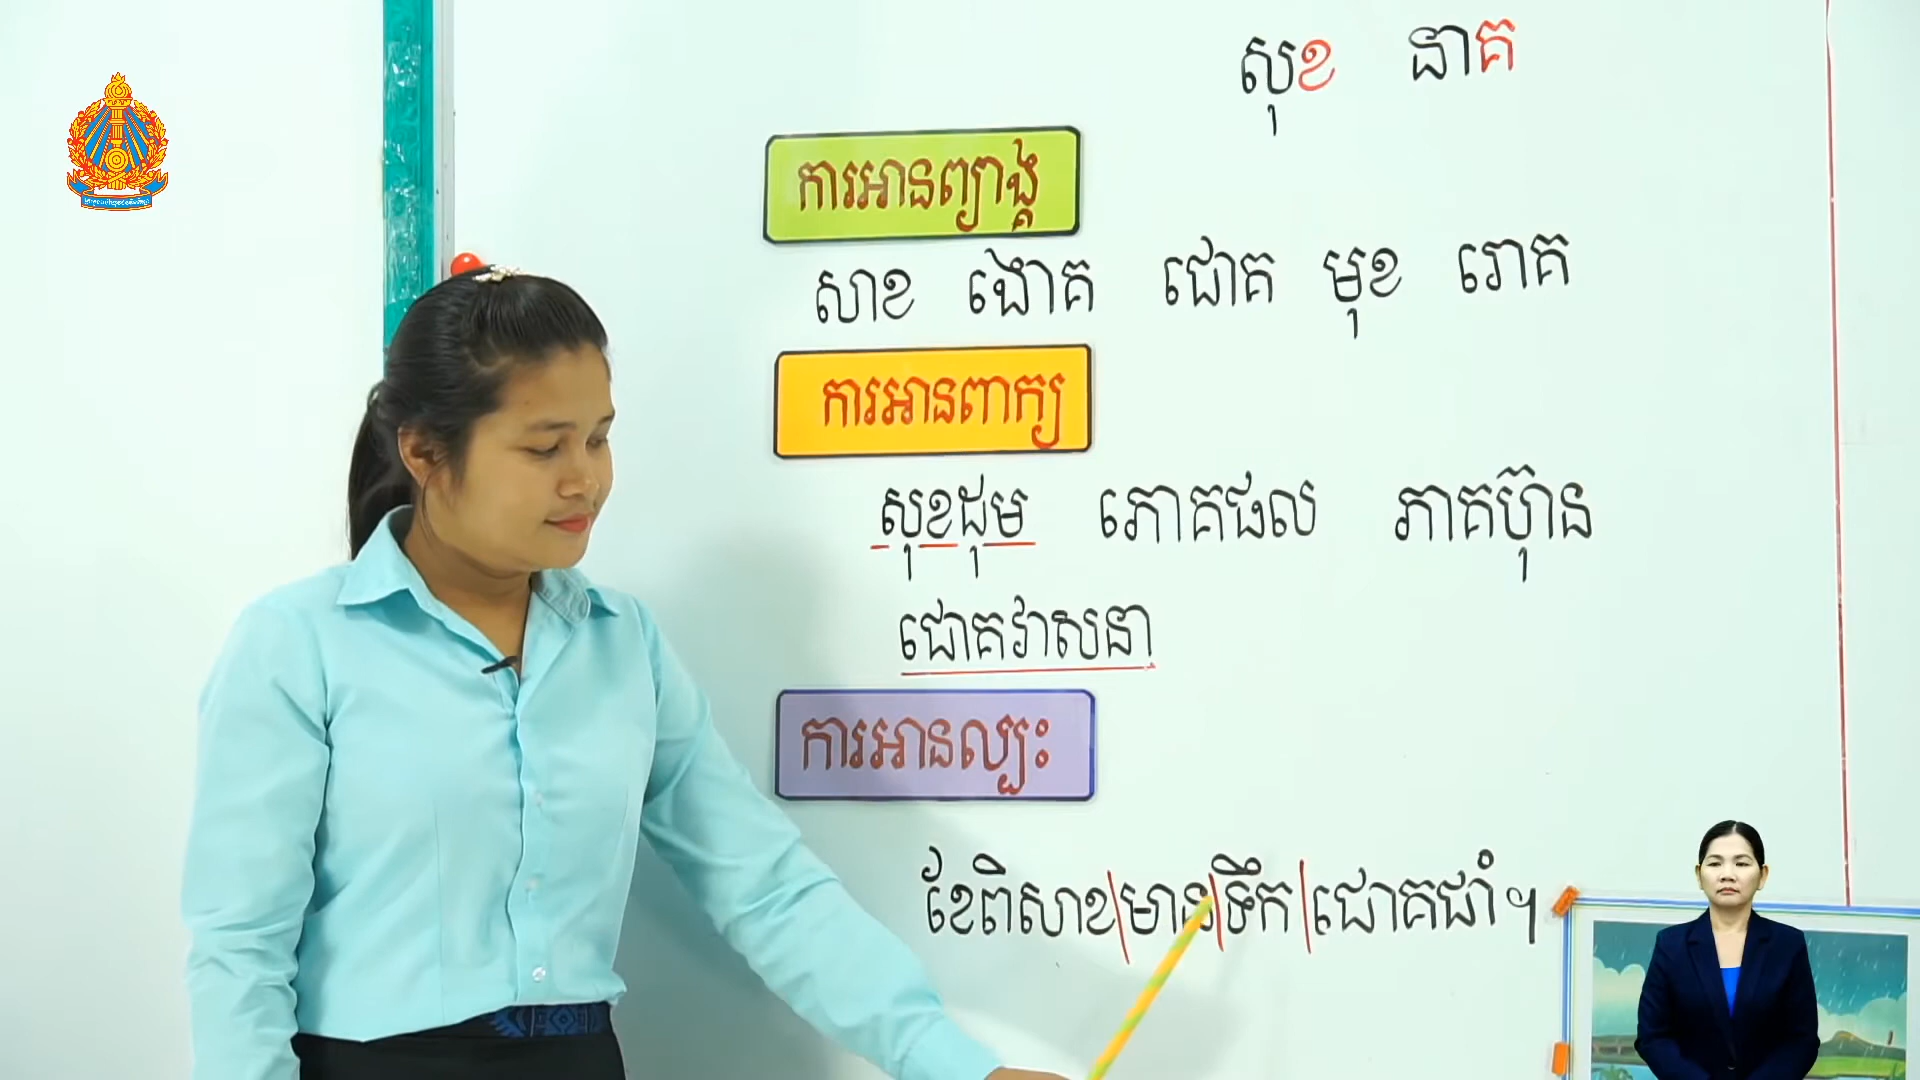 សុខ នាគ
ការអានព្យាង្គ
សាខ ងោគ ជោគ មុខ រោគ
ការអានពាក្យ
សុខដុម ភោគផល ភាគហ៊ុន
ជោគវាសនា
ការអានល្បះ
ខែពិសាខ|មាន|ទឹក|ជោគជាំ។